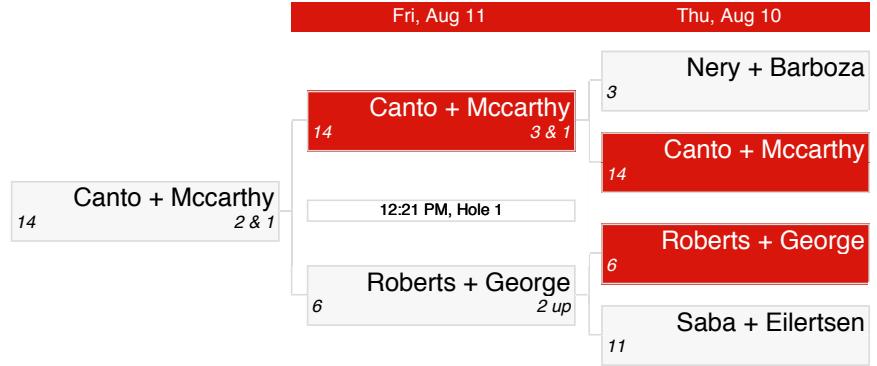 Fri, Aug 11
Thu, Aug 10
Nery + Barboza
3
Canto + Mccarthy
14 3 & 1
Canto + Mccarthy
14
Canto + Mccarthy
14 2 & 1
12:21 PM, Hole 1
Roberts + George
6
Roberts + George
6 2 up
Saba + Eilertsen
11